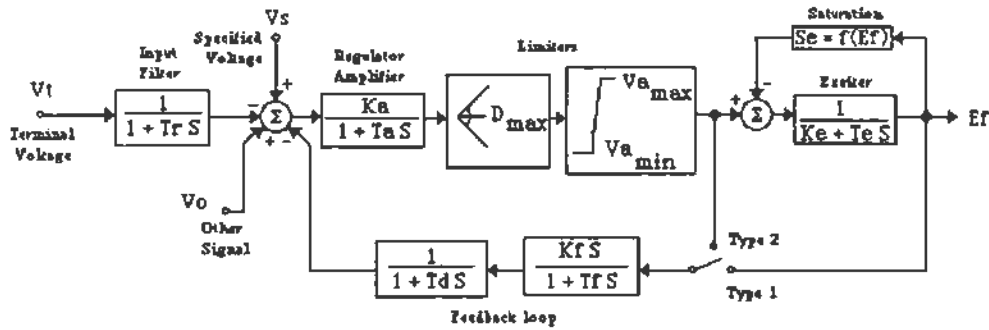 Vs
Saturation
Se = f(Ef)
Specified
Voltage
Input
Filter
Regulator
Amplifier
Limiters
Exciter
Vt
1
1 + Tr S
Σ
Ka
1 + Ta S
D max
Va max
Va min
Σ
1
Ke + Te S
Ef
Terminal
Voltage
Vo
Other
Signal
1
1 + Td S
Kf S
1 + Tf S
Type 2
Type 1
Feedback loop